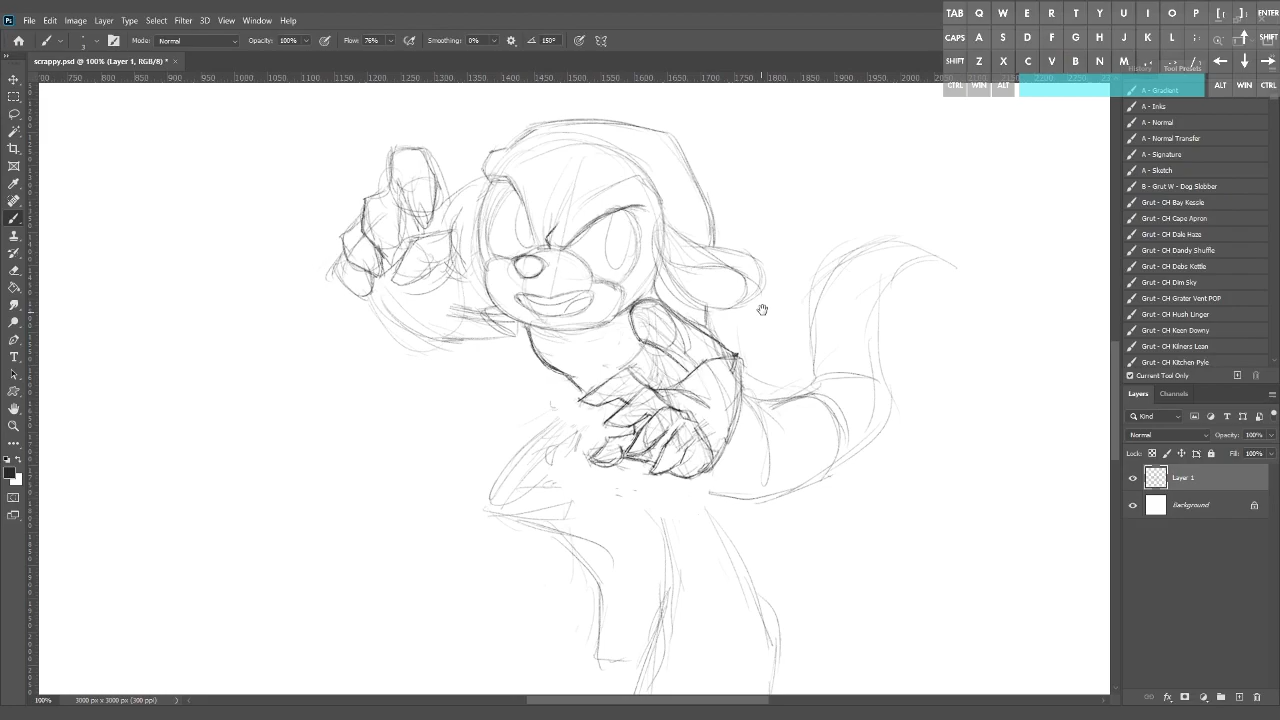 File Edit Image Layer Type Select Filter 3D View Window Help
Mode: Normal Opacity: 100% Flow: 76% Smoothing: 0% 150°
scrappy.psd @ 100% (Layer 1, RGB/8) *
TAB Q W E R T Y U I O P [ ] ENTER
CAPS A S D F G H J K L ; SHIFT
SHIFT Z X C V B N M , . /
CTRL WIN ALT ALT WIN CTRL
History Tool Presets
A - Gradient
A - Inks
A - Normal
A - Normal Transfer
A - Signature
A - Sketch
B - Grut W - Dog Slobber
Grut - CH Bay Kessle
Grut - CH Cape Apron
Grut - CH Dale Haze
Grut - CH Dandy Shuffle
Grut - CH Debs Kettle
Grut - CH Dim Sky
Grut - CH Grater Vent POP
Grut - CH Hush Linger
Grut - CH Keen Downy
Grut - CH Kilners Lean
Grut - CH Kitchen Pyle
Current Tool Only
Layers Channels
Kind
Normal Opacity: 100%
Lock: Fill: 100%
Layer 1
Background
100% 3000 px x 3000 px (300 ppi)